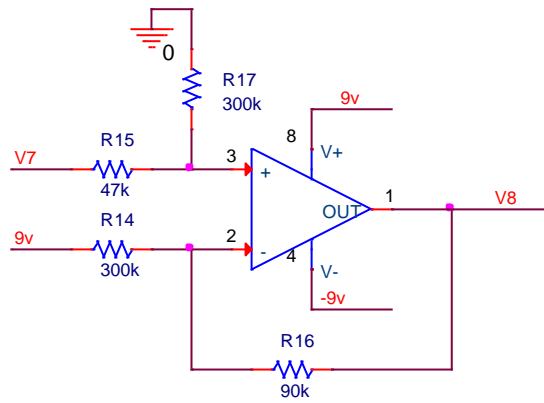 0
R17
300k
9v
8
V+
R15
V7
47k
3
+
1
OUT
V8
R14
9v
300k
2
-
4
V-
-9v
R16
90k